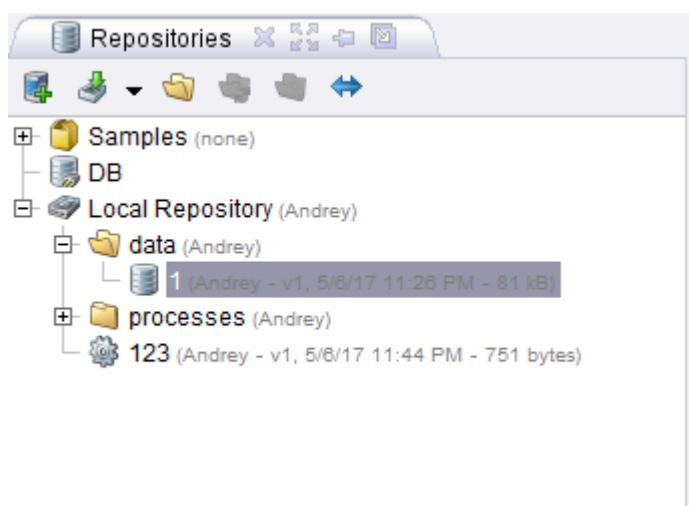 Repositories
Samples (none)
DB
Local Repository (Andrey)
data (Andrey)
1 (Andrey - v1, 5/6/17 11:26 PM - 81 kB)
processes (Andrey)
123 (Andrey - v1, 5/6/17 11:44 PM - 751 bytes)